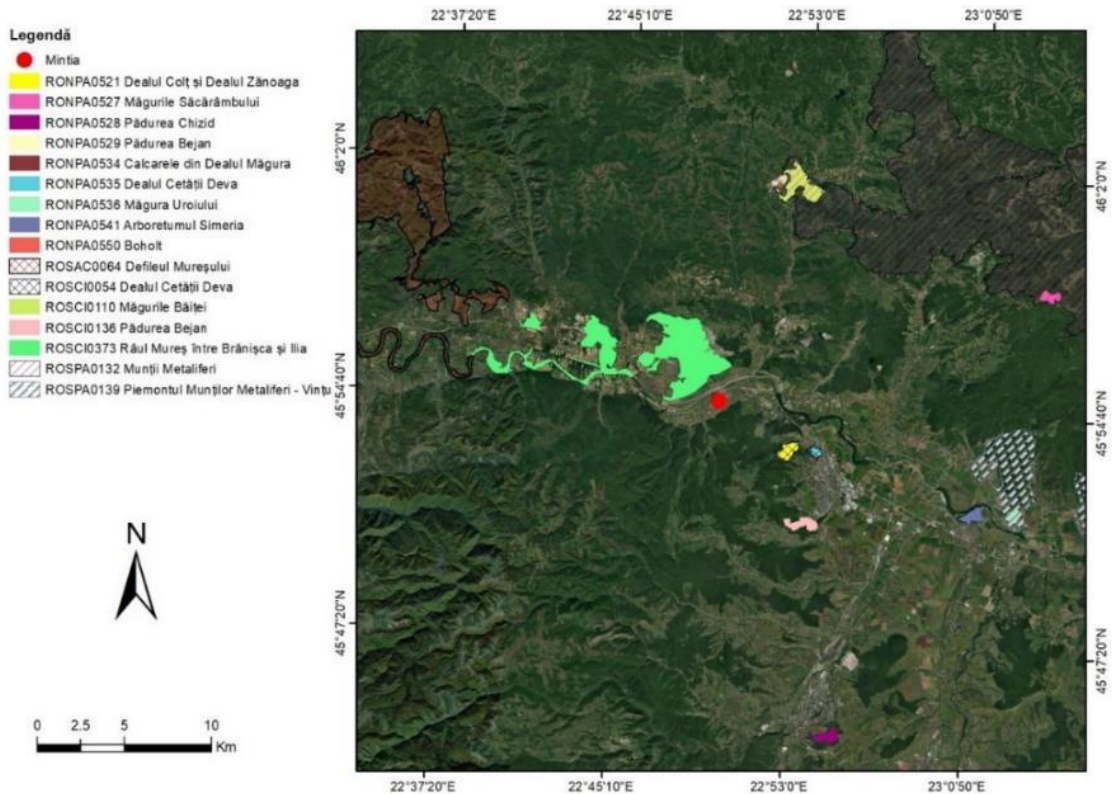 22°37'20"E 22°45'10"E 22°53'0"E 23°0'50"E
Legendă
Mintia
RONPA0521 Dealul Colț și Dealul Zănoaga
RONPA0527 Măgurile Săcărâmbului
RONPA0528 Pădurea Chizid
RONPA0529 Pădurea Bejan
RONPA0534 Calcarele din Dealul Măgura
RONPA0535 Dealul Cetății Deva
RONPA0536 Măgura Uroiului
RONPA0541 Arboretumul Simeria
RONPA0550 Boholt
ROSAC0064 Defileul Mureșului
ROSCI0054 Dealul Cetății Deva
ROSCI0110 Măgurile Băiței
ROSCI0136 Pădurea Bejan
ROSCI0373 Râul Mureș între Brănișca și Ilia
ROSPA0132 Munții Metaliferi
ROSPA0139 Piemontul Munților Metaliferi - Vințu
46°2'0"N
45°54'40"N
45°47'20"N
46°2'0"N
45°54'40"N
45°47'20"N
N
0 2.5 5 10
Km
22°37'20"E 22°45'10"E 22°53'0"E 23°0'50"E